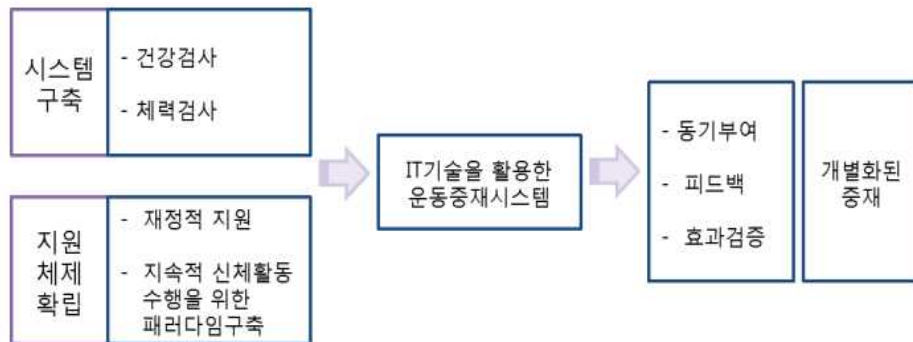 시스템
구축
- 건강검사
- 체력검사
지원
체제
확립
- 재정적 지원
- 지속적 신체활동
수행을 위한
패러다임구축
IT기술을 활용한
운동중재시스템
- 동기부여
- 피드백
- 효과검증
개별화된
중재